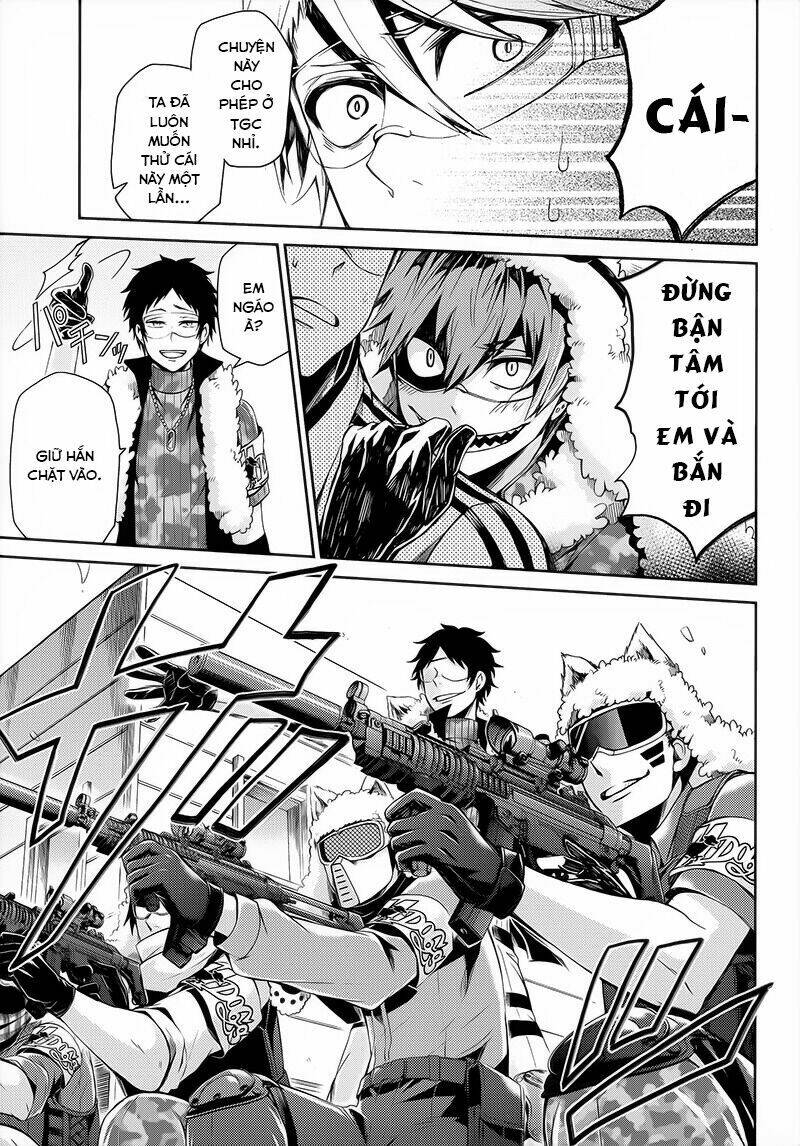 CÁI-
CHUYỆN
NÀY
CHO
PHÉP Ở
TGC
NHỈ.
TA ĐÃ
LUÔN
MUỐN
THỬ CÁI
NÀY MỘT
LẦN...
ĐỪNG
BẬN
TÂM
TỚI
EM VÀ
BẮN
ĐI
EM
NGÁO
À?
GIỮ HẮN
CHẶT VÀO.